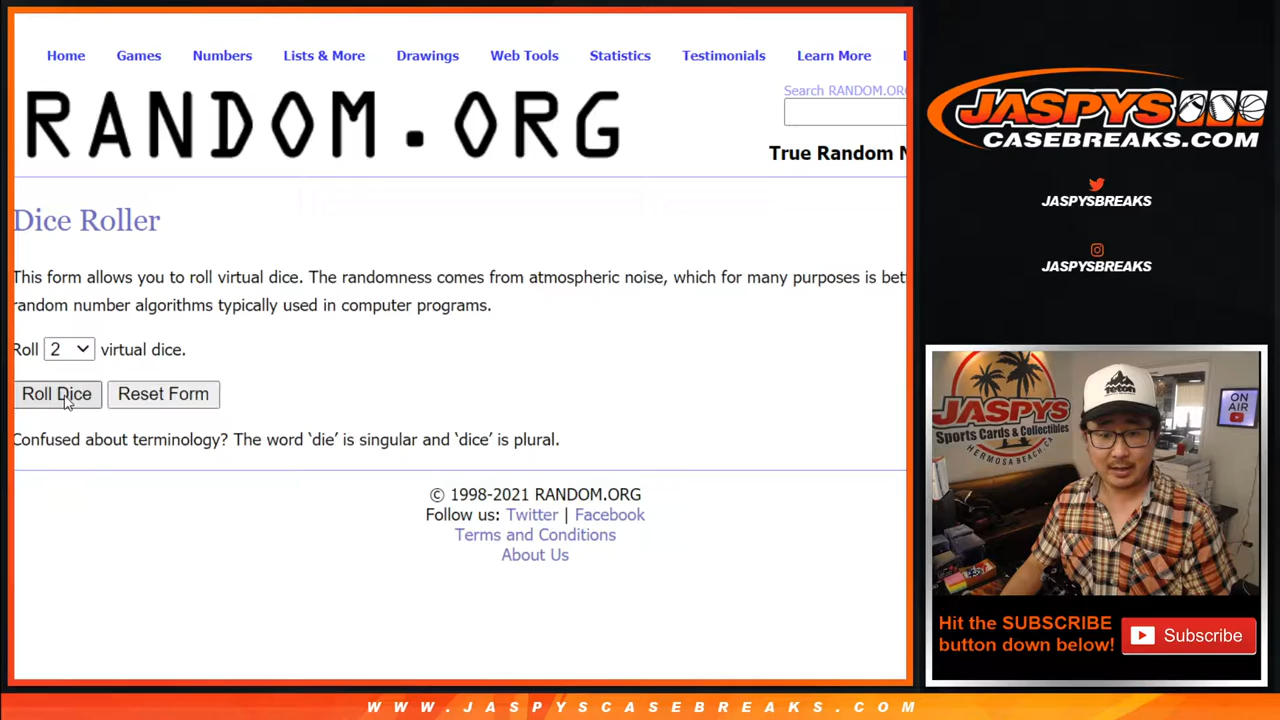 Home Games Numbers Lists & More Drawings Web Tools Statistics Testimonials Learn More
RANDOM.ORG
Search RANDOM.ORG
True Random N
Dice Roller
This form allows you to roll virtual dice. The randomness comes from atmospheric noise, which for many purposes is bet
random number algorithms typically used in computer programs.
Roll 2 virtual dice.
Roll Dice Reset Form
Confused about terminology? The word ‘die’ is singular and ‘dice’ is plural.
© 1998-2021 RANDOM.ORG
Follow us: Twitter | Facebook
Terms and Conditions
About Us
JASPYS
CASEBREAKS.COM
JASPYSBREAKS
JASPYSBREAKS
JASPYS
Sports Cards & Collectibles
HERMOSA BEACH, CA
teton
ON
AIR
Hit the SUBSCRIBE
button down below!
Subscribe
WWW.JASPYSCASEBREAKS.COM